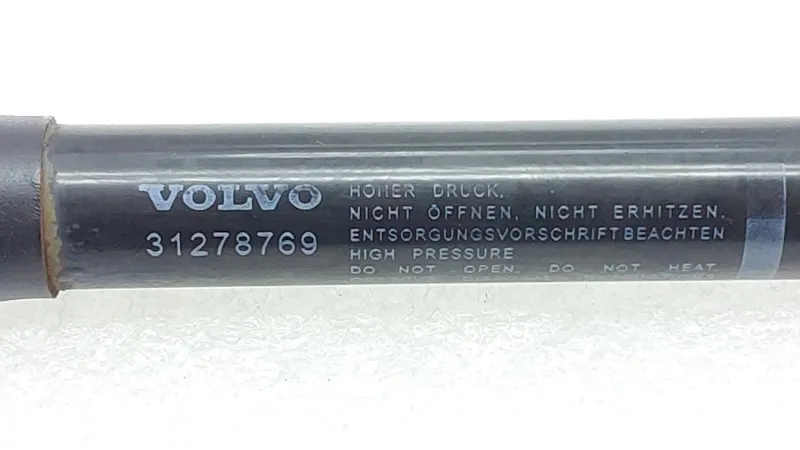 VOLVO
31278769
HOHER DRUCK.
NICHT ÖFFNEN. NICHT ERHITZEN.
ENTSORGUNGSVORSCHRIFT BEACHTEN
HIGH PRESSURE
DO NOT OPEN. DO NOT HEAT.